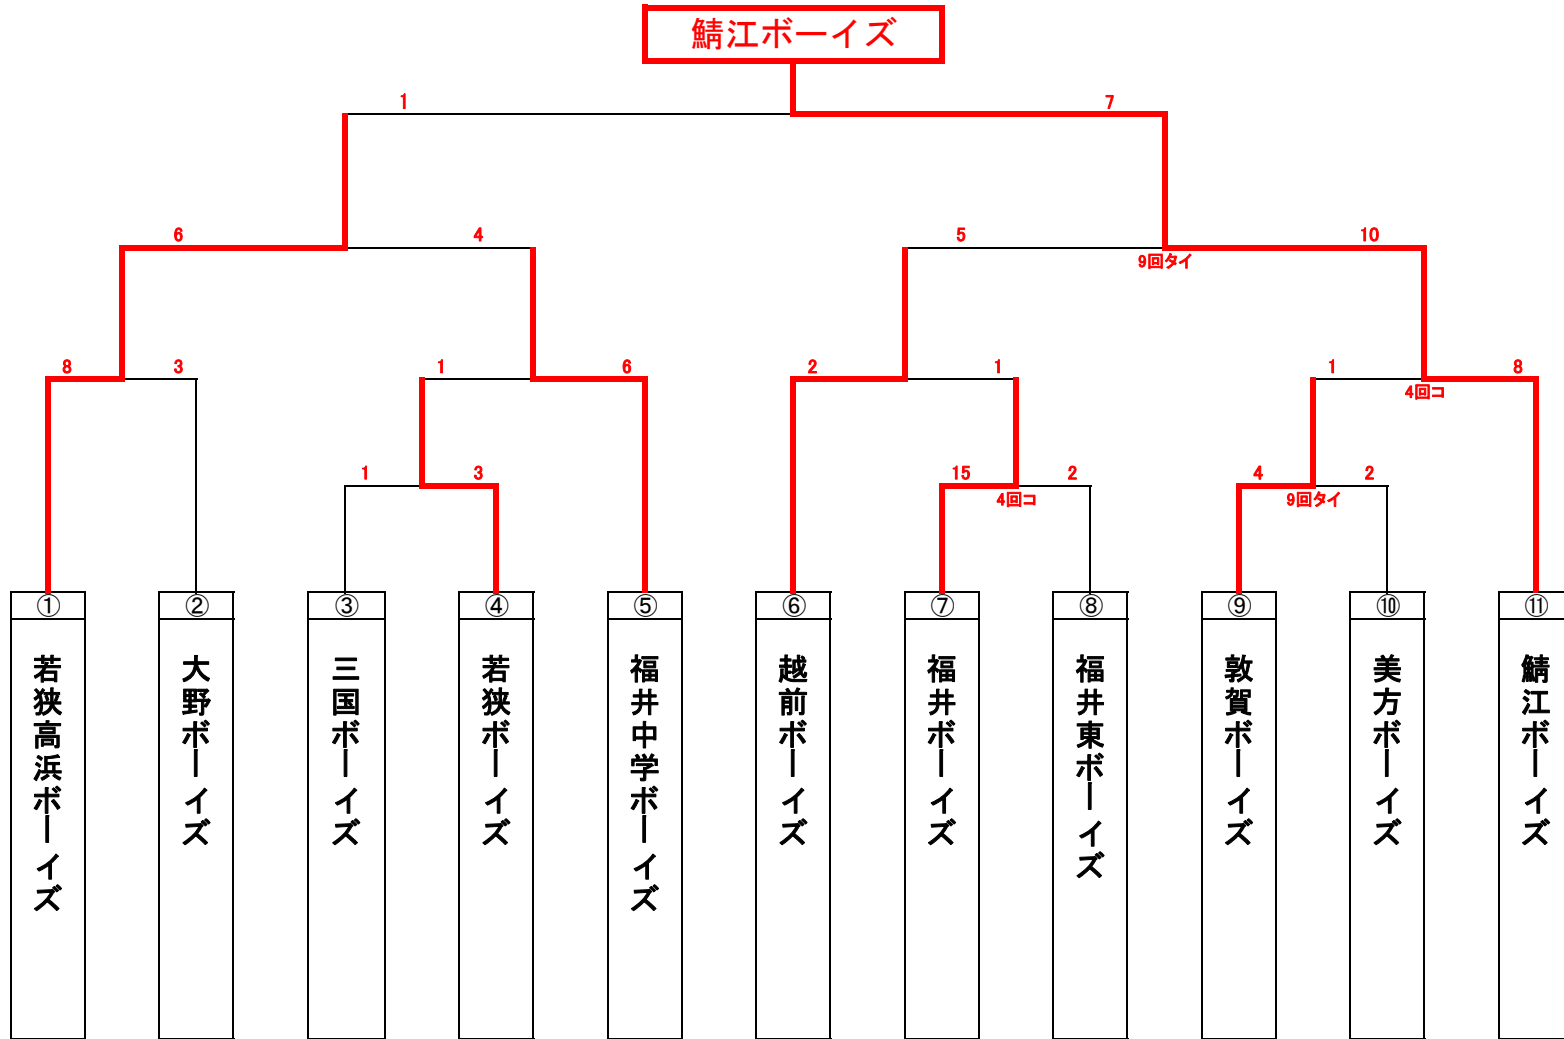 鯖江ボーイズ
1 7
6 4 5 10
9回タイ
8 3 1 6 2 1 1 8
4回コ
1 3 15 2 4 2
4回コ 9回タイ
① ② ③ ④ ⑤ ⑥ ⑦ ⑧ ⑨ ⑩ ⑪
若狭高浜ボーイズ
大野ボーイズ
三国ボーイズ
若狭ボーイズ
福井中学ボーイズ
越前ボーイズ
福井ボーイズ
福井東ボーイズ
敦賀ボーイズ
美方ボーイズ
鯖江ボーイズ